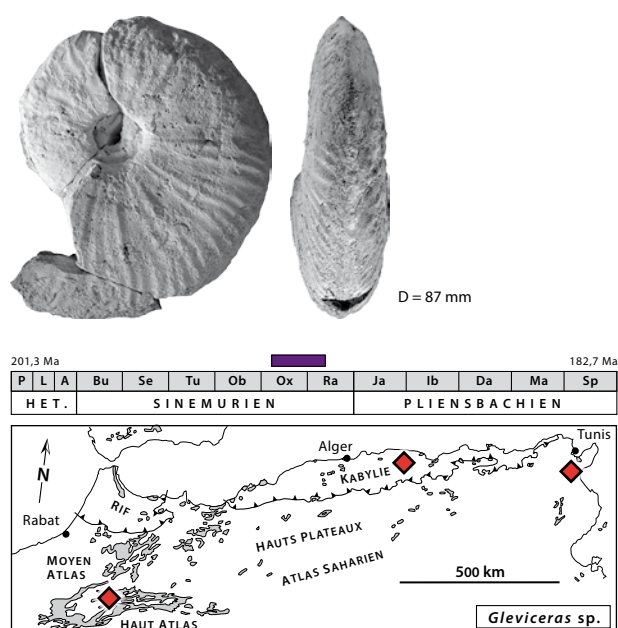 D = 87 mm
201,3 Ma 182,7 Ma
P L A Bu Se Tu Ob Ox Ra Ja Ib Da Ma Sp
HET. SINEMURIEN PLIENSBACHIEN
Tunis
Alger
N
KABYLIE
RIF
Rabat
HAUTS PLATEAUX
MOYEN
ATLAS
ATLAS SAHARIEN
500 km
HAUT ATLAS
Gleviceras sp.